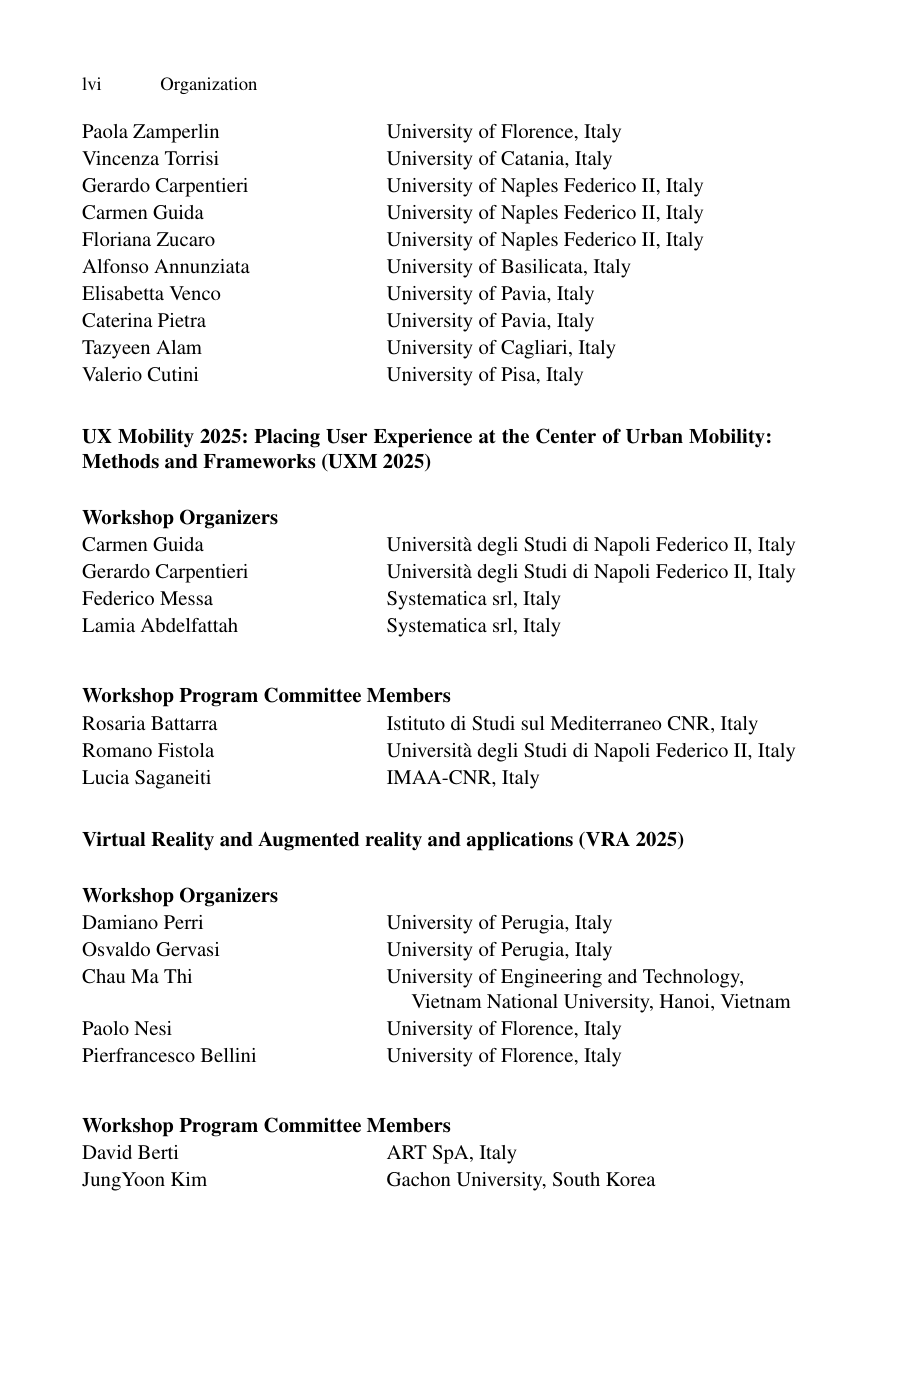 lvi Organization
Paola Zamperlin University of Florence, Italy
Vincenza Torrisi University of Catania, Italy
Gerardo Carpentieri University of Naples Federico II, Italy
Carmen Guida University of Naples Federico II, Italy
Floriana Zucaro University of Naples Federico II, Italy
Alfonso Annunziata University of Basilicata, Italy
Elisabetta Venco University of Pavia, Italy
Caterina Pietra University of Pavia, Italy
Tazyeen Alam University of Cagliari, Italy
Valerio Cutini University of Pisa, Italy
UX Mobility 2025: Placing User Experience at the Center of Urban Mobility:
Methods and Frameworks (UXM 2025)
Workshop Organizers
Carmen Guida Università degli Studi di Napoli Federico II, Italy
Gerardo Carpentieri Università degli Studi di Napoli Federico II, Italy
Federico Messa Systematica srl, Italy
Lamia Abdelfattah Systematica srl, Italy
Workshop Program Committee Members
Rosaria Battarra Istituto di Studi sul Mediterraneo CNR, Italy
Romano Fistola Università degli Studi di Napoli Federico II, Italy
Lucia Saganeiti IMAA-CNR, Italy
Virtual Reality and Augmented reality and applications (VRA 2025)
Workshop Organizers
Damiano Perri University of Perugia, Italy
Osvaldo Gervasi University of Perugia, Italy
Chau Ma Thi University of Engineering and Technology,
Vietnam National University, Hanoi, Vietnam
Paolo Nesi University of Florence, Italy
Pierfrancesco Bellini University of Florence, Italy
Workshop Program Committee Members
David Berti ART SpA, Italy
JungYoon Kim Gachon University, South Korea